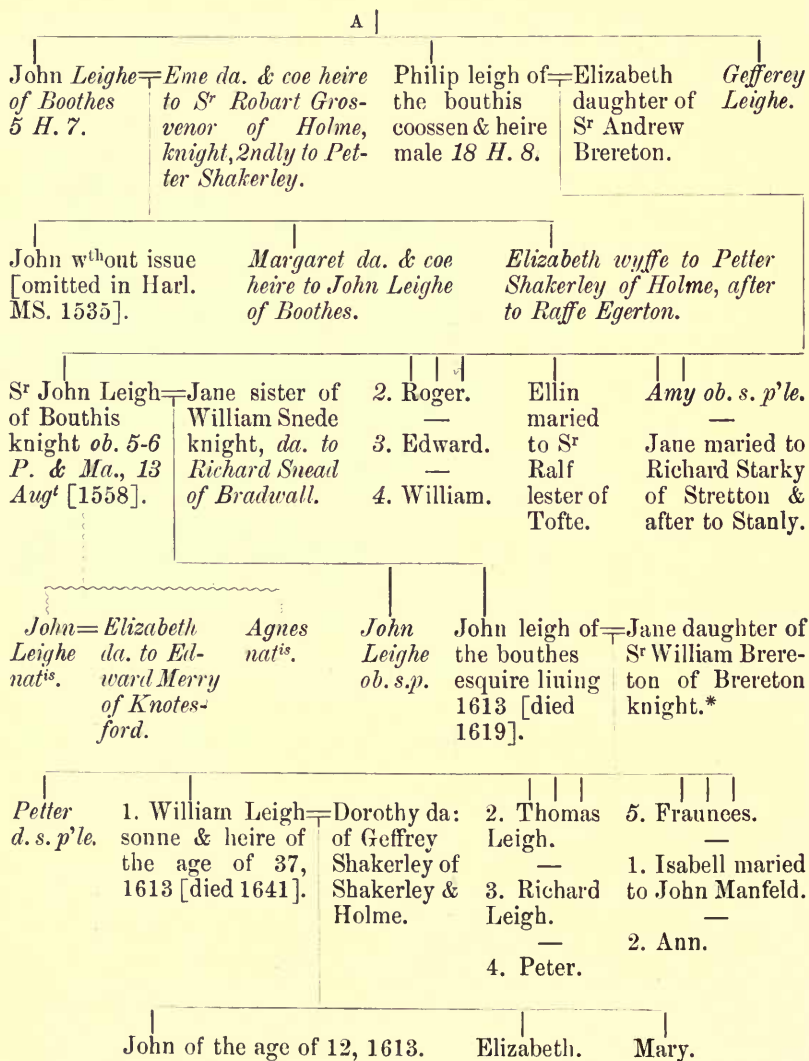 A
John Leighe
of Boothes
5 H. 7.
Eme da. & coe heire
to Sr Robart Gros-
venor of Holme,
knight, 2ndly to Pet-
ter Shakerley.
Philip leigh of
the bouthis
coossen & heire
male 18 H. 8.
Elizabeth
daughter of
Sr Andrew
Brereton.
Gefferey
Leighe.
John wthout issue
[omitted in Harl.
MS. 1535].
Margaret da. & coe
heire to John Leighe
of Boothes.
Elizabeth wyffe to Petter
Shakerley of Holme, after
to Raffe Egerton.
Sr John Leigh
of Bouthis
knight ob. 5-6
P. & Ma., 13
Augt [1558].
Jane sister of
William Snede
knight, da. to
Richard Snead
of Bradwall.
2. Roger.
—
3. Edward.
—
4. William.
Ellin
maried
to Sr
Ralf
lester of
Tofte.
Amy ob. s. p'le.
—
Jane maried to
Richard Starky
of Stretton &
after to Stanly.
John
Leighe
natis.
Elizabeth
da. to Ed-
ward Merry
of Knotes-
ford.
Agnes
natis.
John
Leighe
ob. s.p.
John leigh of
the bouthes
esquire liuing
1613 [died
1619].
Jane daughter of
Sr William Brere-
ton of Brereton
knight.*
Petter
d. s. p'le.
1. William Leigh
sonne & heire of
the age of 37,
1613 [died 1641].
Dorothy da:
of Geffrey
Shakerley of
Shakerley &
Holme.
2. Thomas
Leigh.
—
3. Richard
Leigh.
—
4. Peter.
5. Fraunces.
—
1. Isabell maried
to John Manfeld.
—
2. Ann.
John of the age of 12, 1613.
Elizabeth.
Mary.